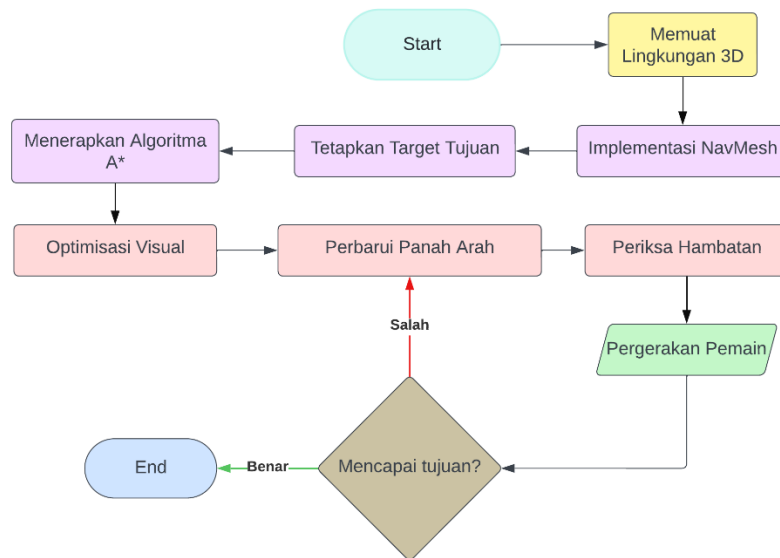 Start
Memuat
Lingkungan 3D
Implementasi NavMesh
Tetapkan Target Tujuan
Menerapkan Algoritma
A*
Optimisasi Visual
Perbarui Panah Arah
Periksa Hambatan
Pergerakan Pemain
Mencapai tujuan?
Salah
Benar
End